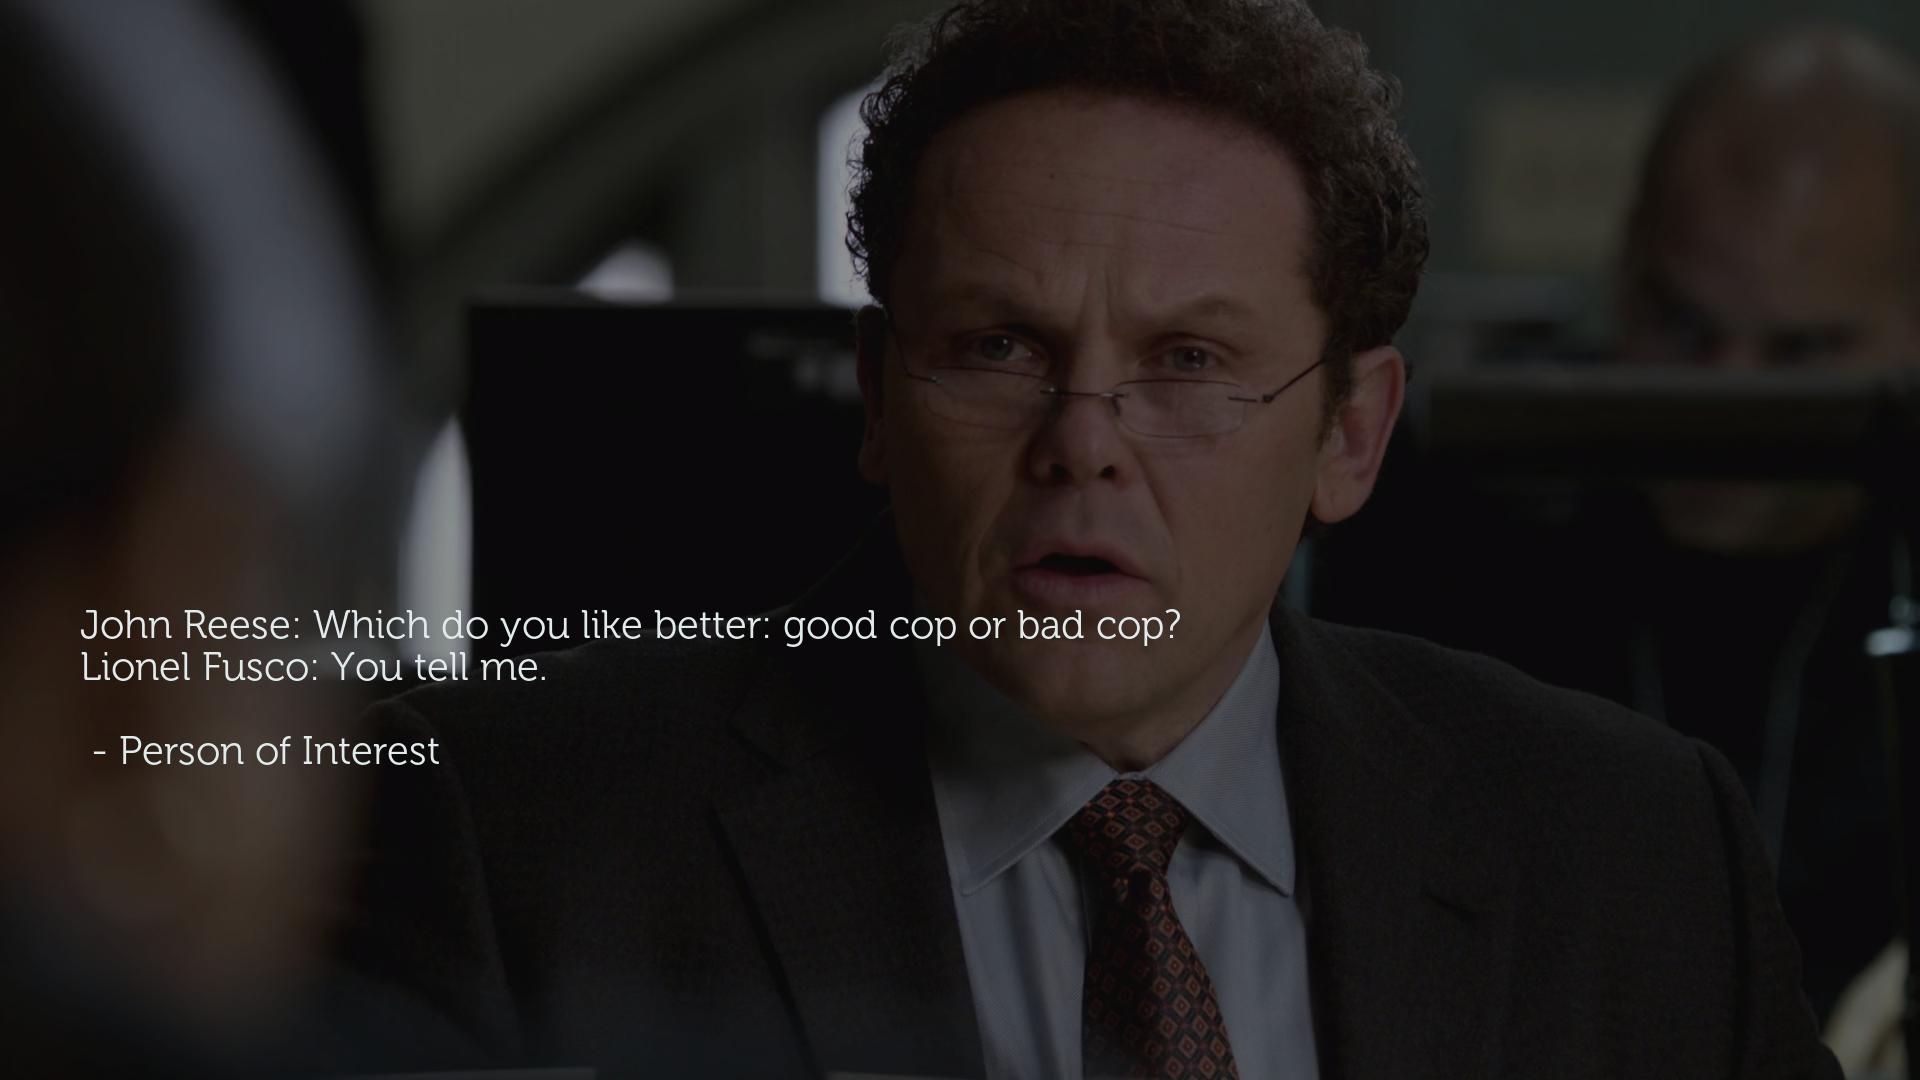 John Reese: Which do you like better: good cop or bad cop?
Lionel Fusco: You tell me.
- Person of Interest